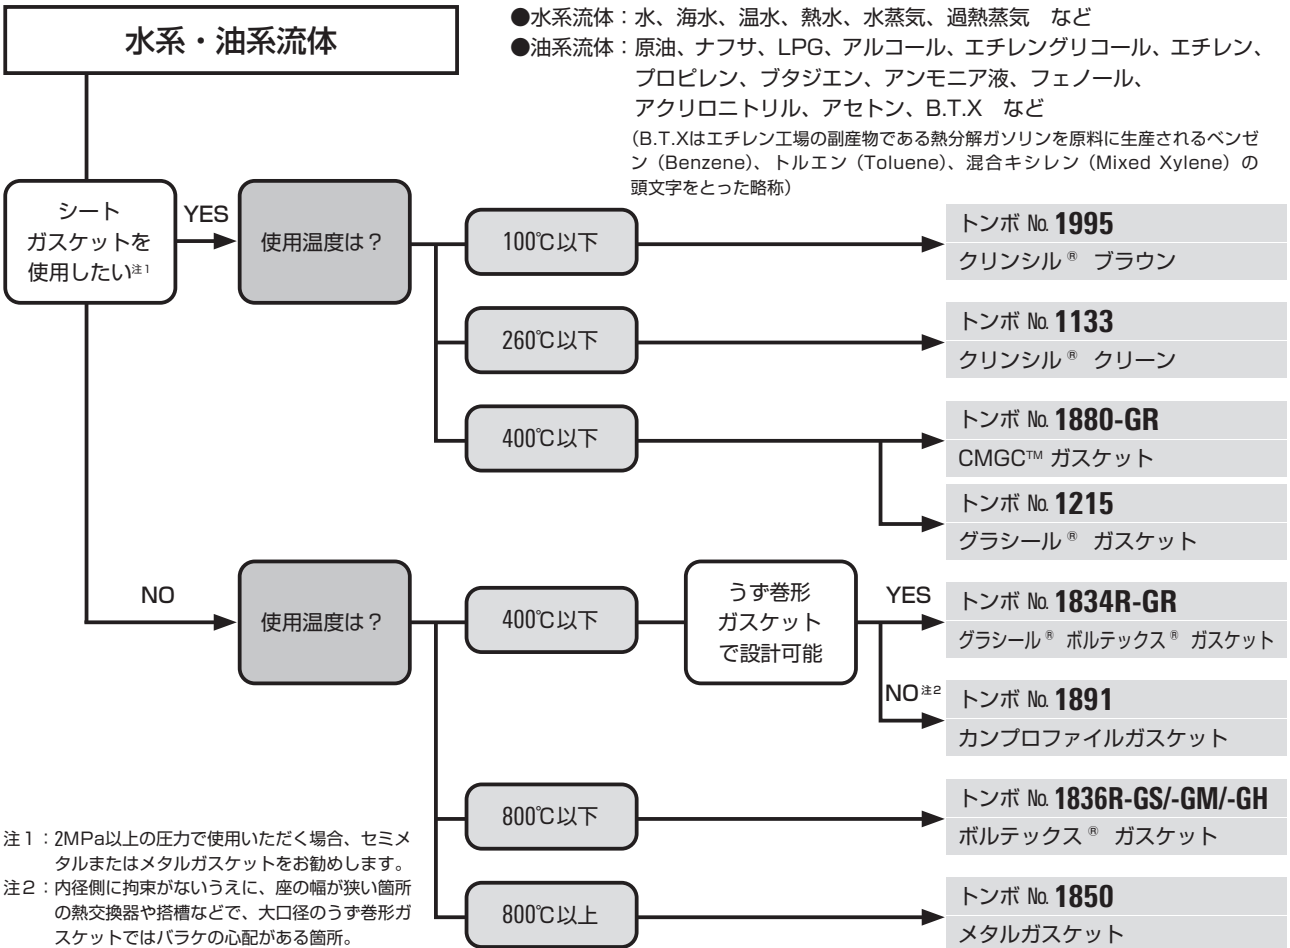 水系・油系流体
●水系流体：水、海水、温水、熱水、水蒸気、過熱蒸気　など
●油系流体：原油、ナフサ、LPG、アルコール、エチレングリコール、エチレン、
プロピレン、ブタジエン、アンモニア液、フェノール、
アクリロニトリル、アセトン、B.T.X　など
（B.T.Xはエチレン工場の副産物である熱分解ガソリンを原料に生産されるベンゼ
ン（Benzene）、トルエン（Toluene）、混合キシレン（Mixed Xylene）の
頭文字をとった略称）
シート
ガスケットを
使用したい注1
YES
使用温度は？
100℃以下
トンボ No. 1995
クリンシル® ブラウン
260℃以下
トンボ No. 1133
クリンシル® クリーン
400℃以下
トンボ No. 1880-GR
CMGC™ ガスケット
トンボ No. 1215
グラシール® ガスケット
NO
使用温度は？
400℃以下
うず巻形
ガスケット
で設計可能
YES
トンボ No. 1834R-GR
グラシール® ボルテックス® ガスケット
NO注2
トンボ No. 1891
カンプロファイルガスケット
800℃以下
トンボ No. 1836R-GS/-GM/-GH
ボルテックス® ガスケット
800℃以上
トンボ No. 1850
メタルガスケット
注1：2MPa以上の圧力で使用いただく場合、セミメ
タルまたはメタルガスケットをお勧めします。
注2：内径側に拘束がないうえに、座の幅が狭い箇所
の熱交換器や搭槽などで、大口径のうず巻形ガ
スケットではバラケの心配がある箇所。